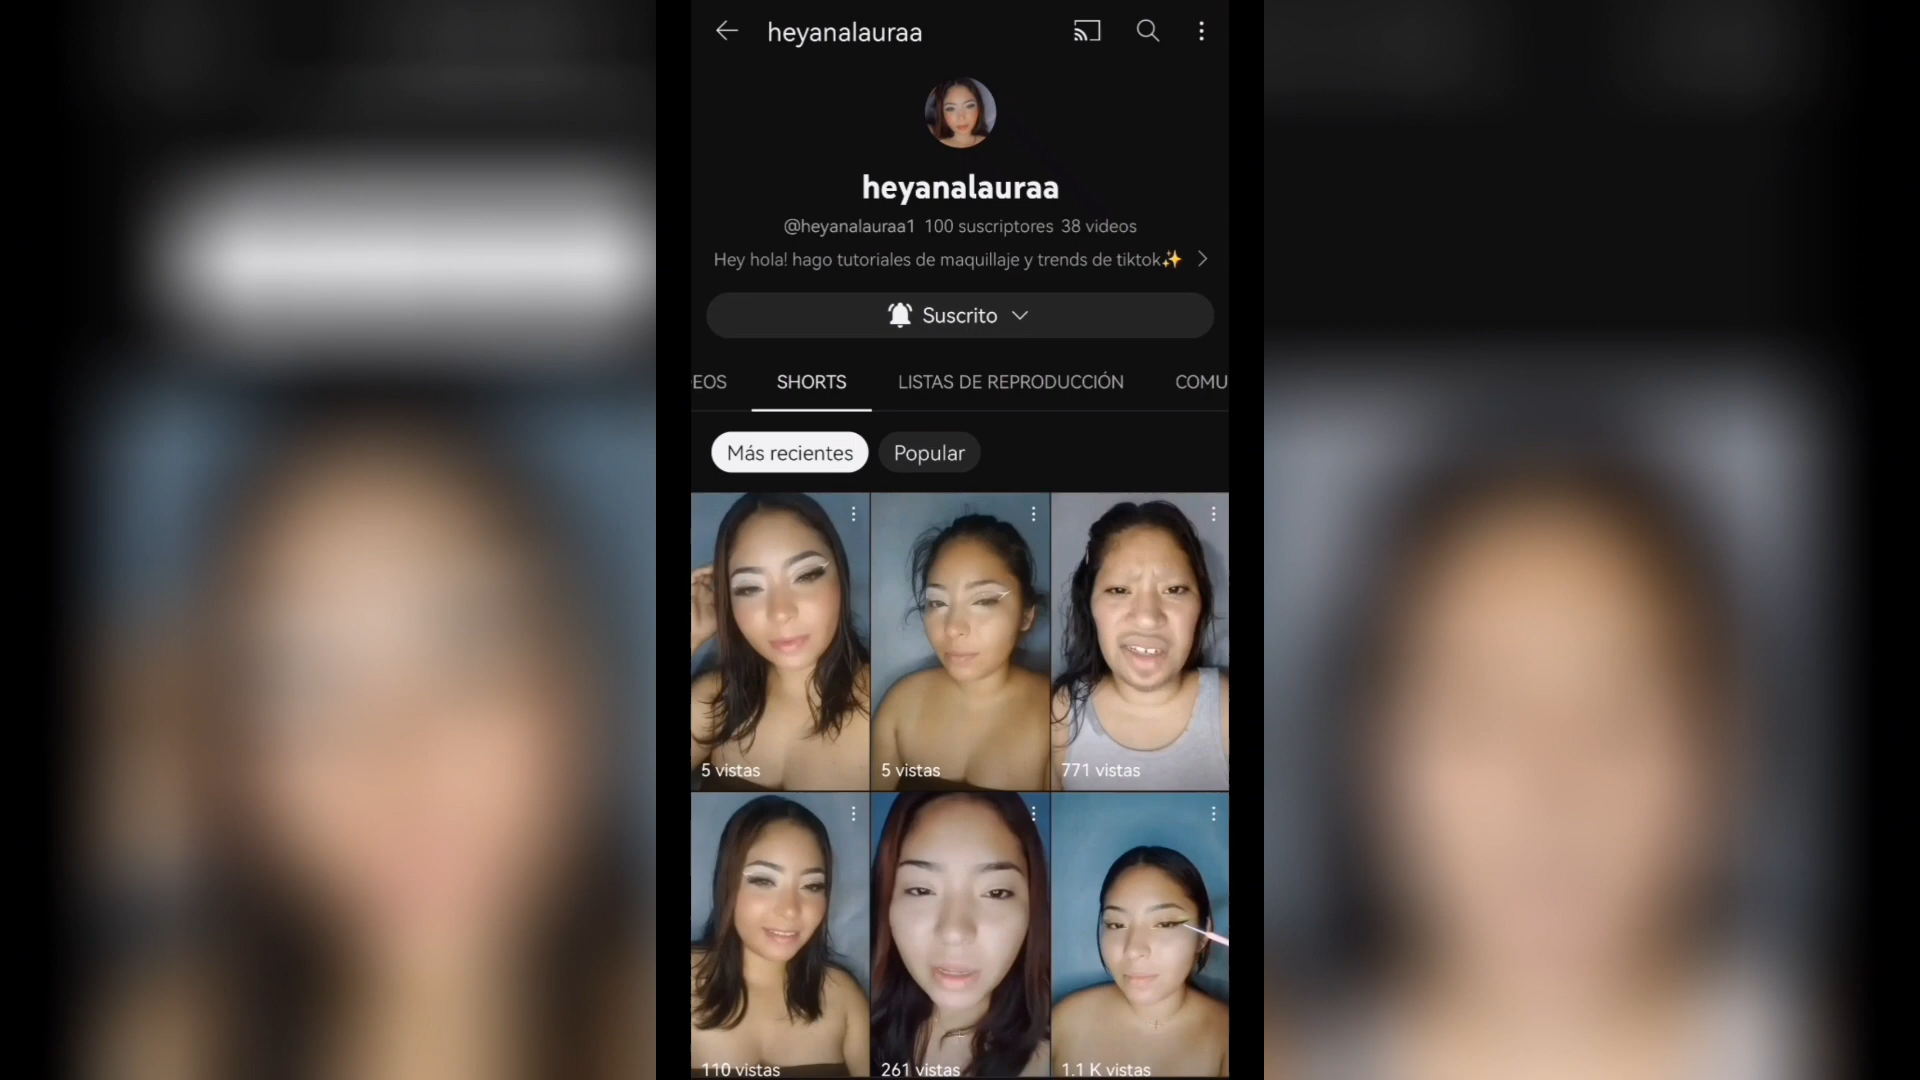 heyanalauraa
heyanalauraa
@heyanalauraa1 100 suscriptores 38 videos
Hey hola! hago tutoriales de maquillaje y trends de tiktok✨
Suscrito
EOS SHORTS LISTAS DE REPRODUCCIÓN COMU
Más recientes Popular
5 vistas 5 vistas 771 vistas
110 vistas 261 vistas 1.1 K vistas